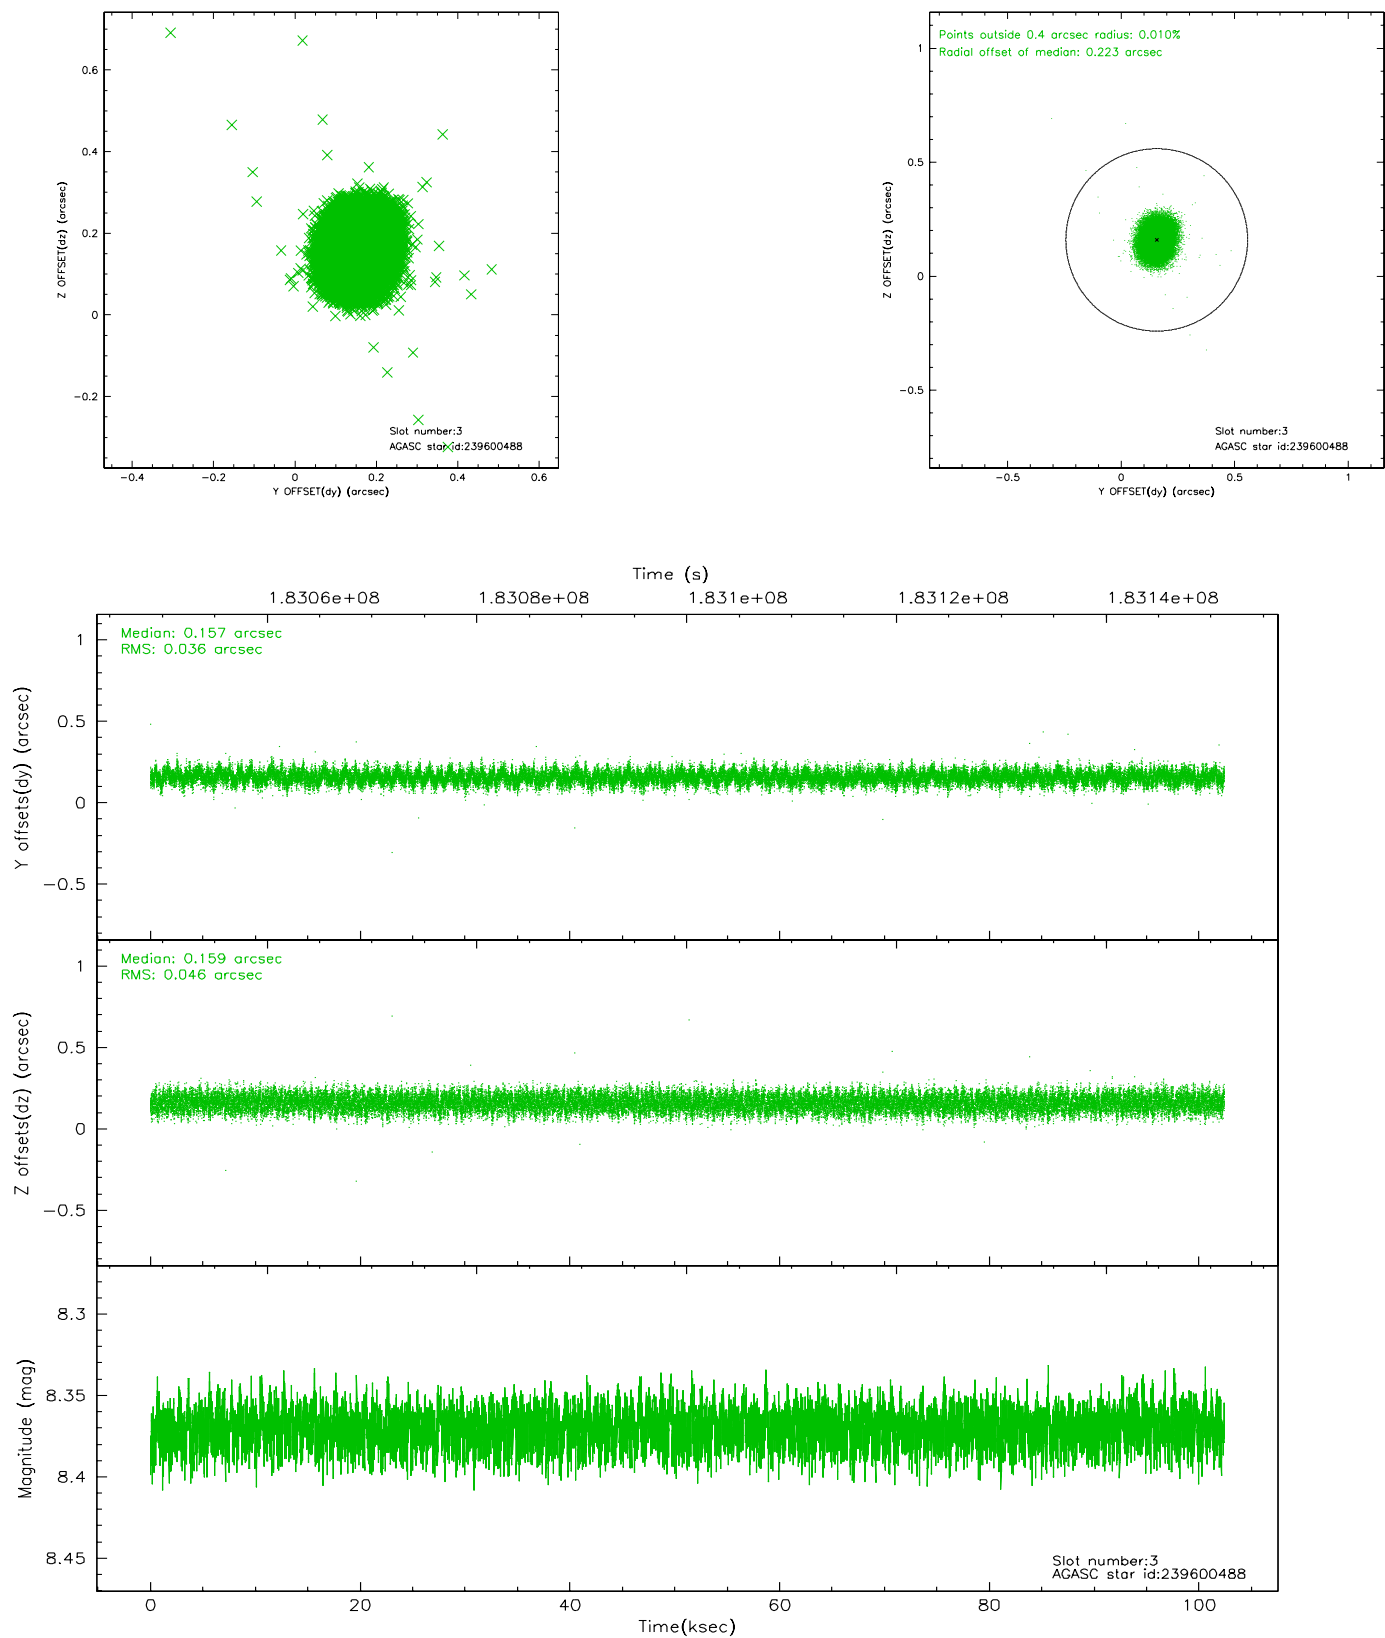 0.6
0.4
0.2
0
−0.2
Z OFFSET(dz) (arcsec)
Slot number:3
AGASC star id:239600488
−0.4 −0.2 0 0.2 0.4 0.6
Y OFFSET(dy) (arcsec)
Points outside 0.4 arcsec radius: 0.010%
Radial offset of median: 0.223 arcsec
1
0.5
0
−0.5
Z OFFSET(dz) (arcsec)
Slot number:3
AGASC star id:239600488
−0.5 0 0.5 1
Y OFFSET(dy) (arcsec)
Time (s)
1.8306e+08 1.8308e+08 1.831e+08 1.8312e+08 1.8314e+08
Median: 0.157 arcsec
RMS: 0.036 arcsec
1
0.5
0
−0.5
Y offsets(dy) (arcsec)
Median: 0.159 arcsec
RMS: 0.046 arcsec
1
0.5
0
−0.5
Z offsets(dz) (arcsec)
8.3
8.35
8.4
8.45
Magnitude (mag)
Slot number:3
AGASC star id:239600488
0 20 40 60 80 100
Time(ksec)